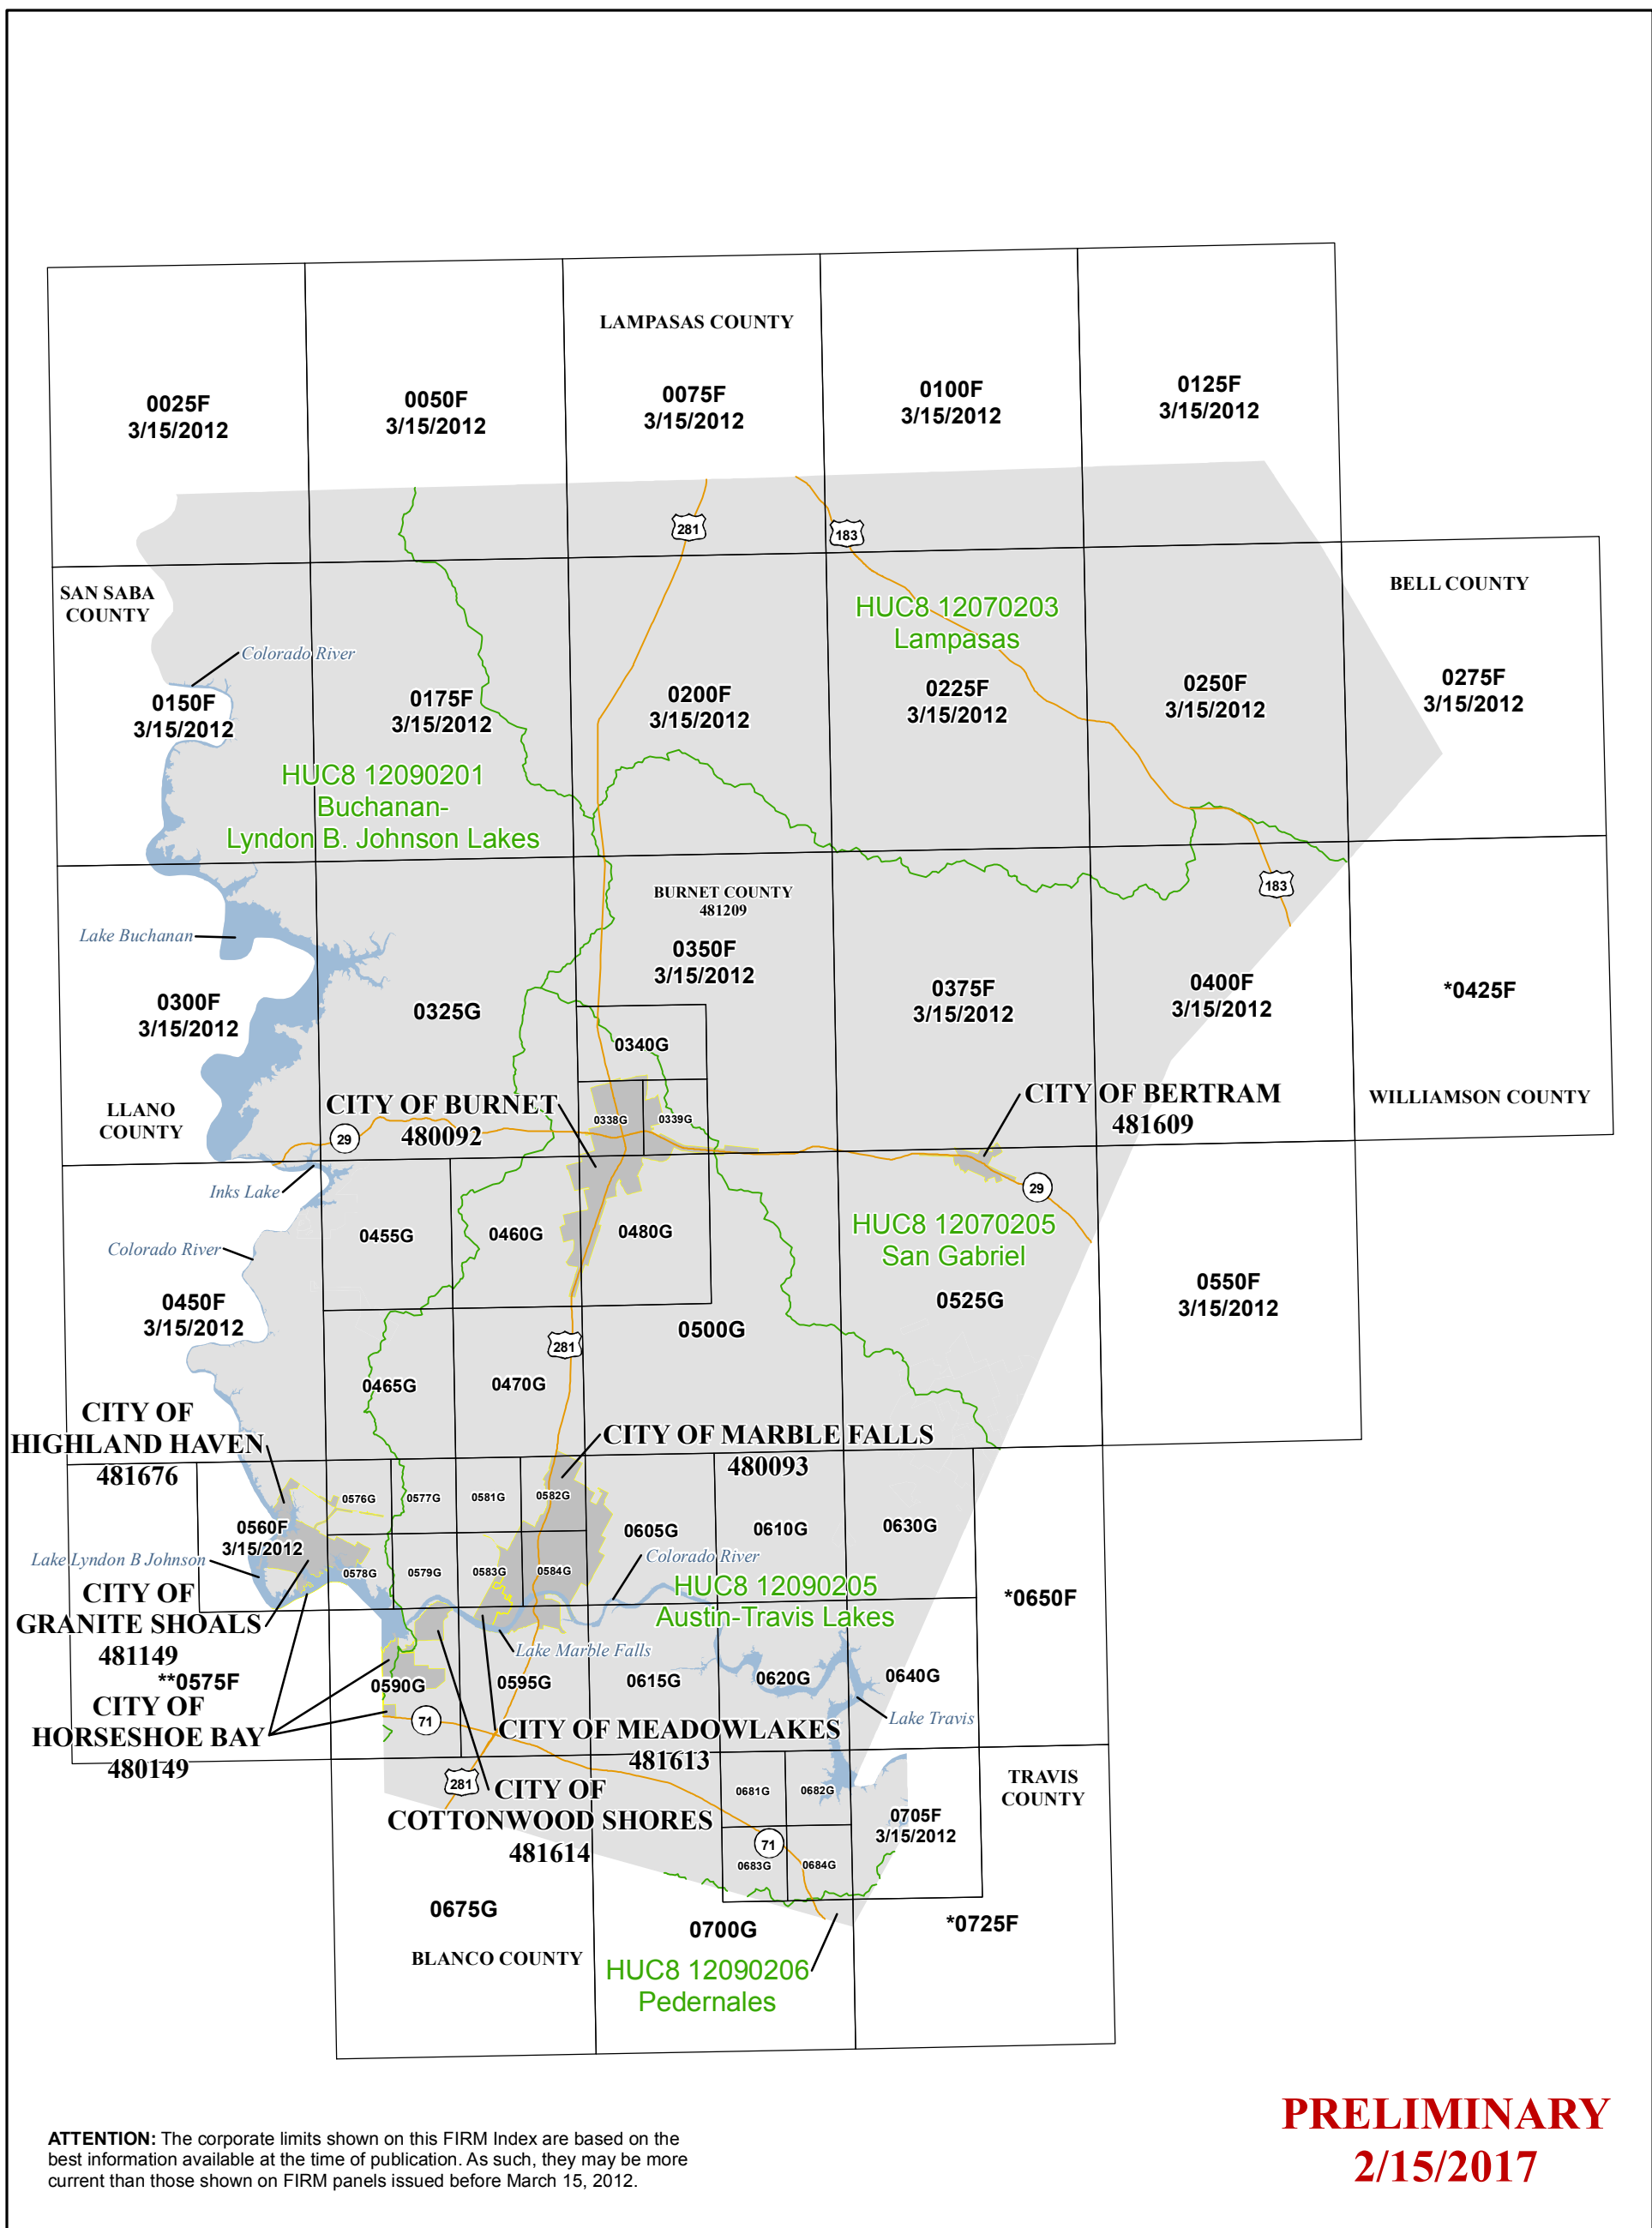 LAMPASAS COUNTY
0025F
3/15/2012
0050F
3/15/2012
0075F
3/15/2012
0100F
3/15/2012
0125F
3/15/2012
281
183
SAN SABA
COUNTY
BELL COUNTY
HUC8 12070203
Lampasas
Colorado River
0150F
3/15/2012
0175F
3/15/2012
0200F
3/15/2012
0225F
3/15/2012
0250F
3/15/2012
0275F
3/15/2012
HUC8 12090201
Buchanan-
Lyndon B. Johnson Lakes
183
BURNET COUNTY
481209
Lake Buchanan
0300F
3/15/2012
0325G
0350F
3/15/2012
0375F
3/15/2012
0400F
3/15/2012
*0425F
0340G
LLANO
COUNTY
CITY OF BURNET
480092
29
0338G
0339G
CITY OF BERTRAM
481609
WILLIAMSON COUNTY
Inks Lake
29
Colorado River
0455G
0460G
0480G
HUC8 12070205
San Gabriel
0450F
3/15/2012
0525G
0550F
3/15/2012
281
0500G
0465G
0470G
CITY OF
HIGHLAND HAVEN
481676
CITY OF MARBLE FALLS
480093
0576G
0577G
0581G
0582G
0560F
3/15/2012
0605G
0610G
0630G
Lake Lyndon B Johnson
0578G
0579G
0583G
0584G
Colorado River
HUC8 12090205
Austin-Travis Lakes
*0650F
CITY OF
GRANITE SHOALS
481149
**0575F
Lake Marble Falls
0590G
0595G
0615G
0620G
0640G
CITY OF
HORSESHOE BAY
480149
71
Lake Travis
CITY OF MEADOWLAKES
481613
281
CITY OF
COTTONWOOD SHORES
481614
0681G
0682G
TRAVIS
COUNTY
0705F
3/15/2012
71
0683G
0684G
0675G
0700G
*0725F
BLANCO COUNTY
HUC8 12090206
Pedernales
PRELIMINARY
2/15/2017
ATTENTION: The corporate limits shown on this FIRM Index are based on the
best information available at the time of publication. As such, they may be more
current than those shown on FIRM panels issued before March 15, 2012.